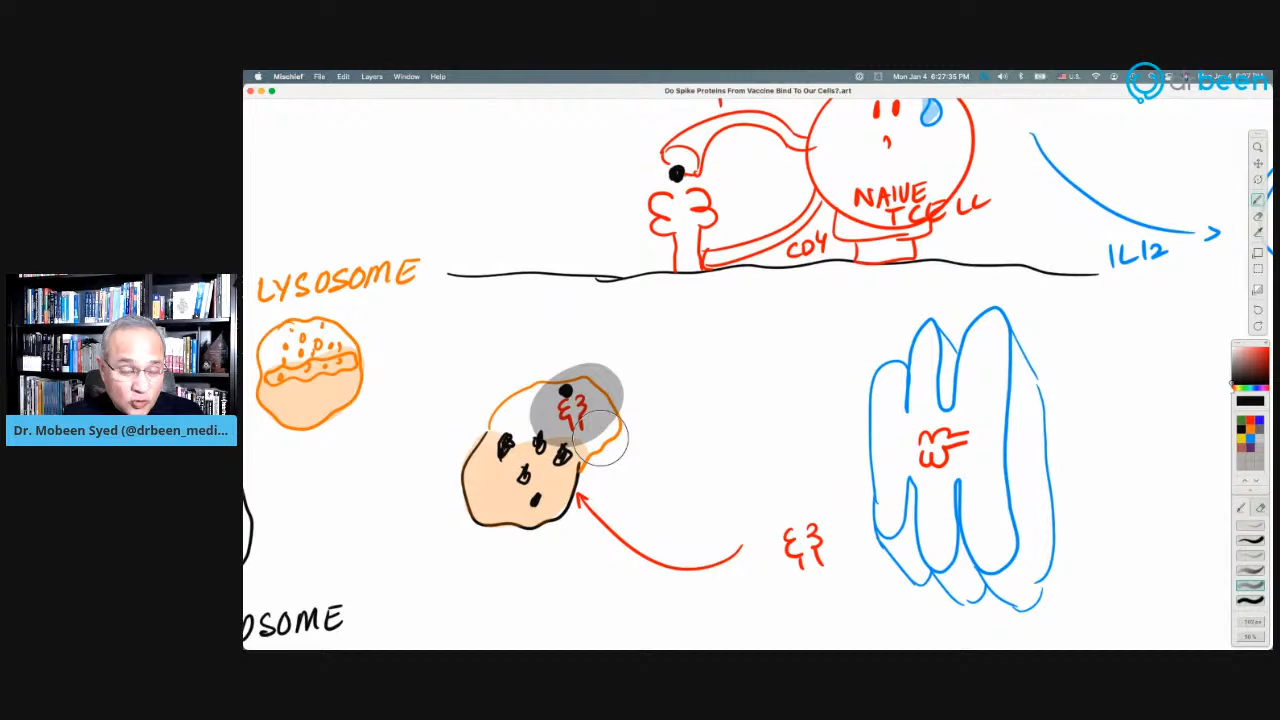 Mischief File Edit Layers Window Help
U.S. Mon Jan 4 6:27:35 PM
drbeen
Do Spike Proteins From Vaccine Bind To Our Cells?.art
NAIVE
T CELL
CD4
IL12
LYSOSOME
Dr. Mobeen Syed (@drbeen_medi...
OSOME